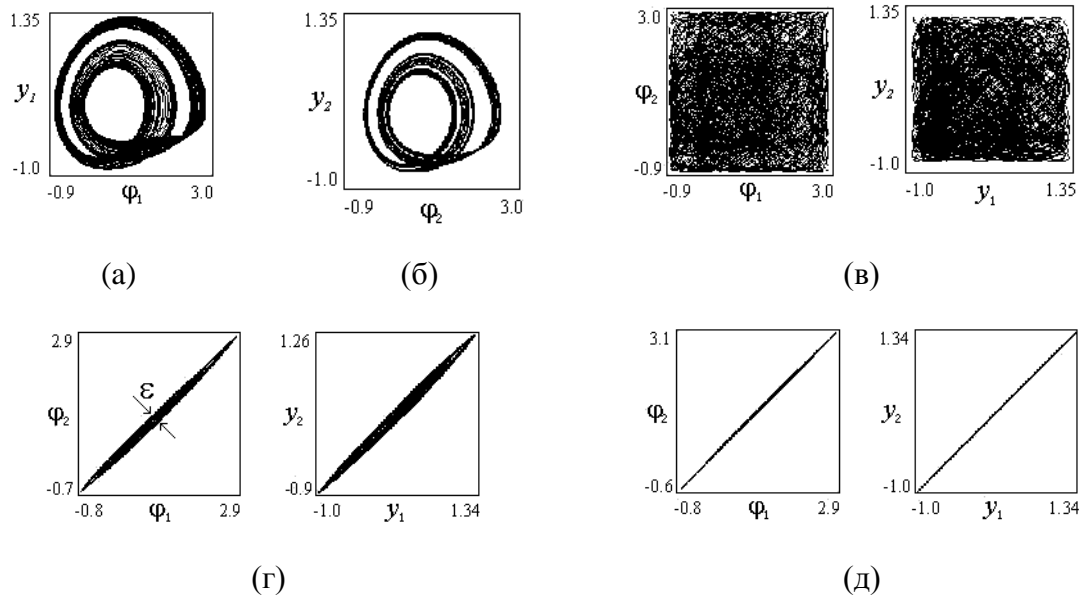 1.35
y₁
-1.0
-0.9 φ₁ 3.0
(а)
1.35
y₂
-1.0
-0.9 φ₂ 3.0
(б)
3.0
φ₂
-0.9
-0.9 φ₁ 3.0
1.35
y₂
-1.0
-1.0 y₁ 1.35
(в)
2.9
φ₂
ε
-0.7
-0.8 φ₁ 2.9
1.26
y₂
-0.9
-1.0 y₁ 1.34
(г)
3.1
φ₂
-0.6
-0.8 φ₁ 2.9
1.34
y₂
-1.0
-1.0 y₁ 1.34
(д)